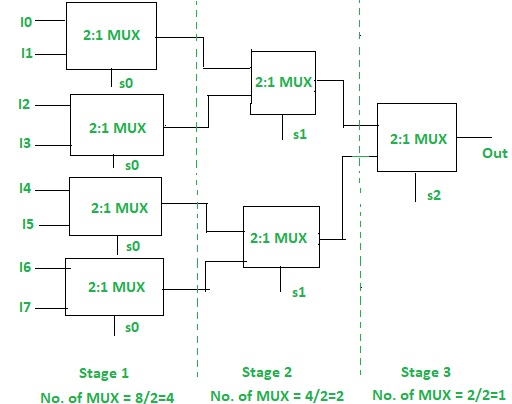 I0
I1
2:1 MUX
s0
I2
I3
2:1 MUX
s0
I4
I5
2:1 MUX
s0
I6
I7
2:1 MUX
s0
2:1 MUX
s1
2:1 MUX
s1
2:1 MUX
s2
Out
Stage 1
No. of MUX = 8/2=4
Stage 2
No. of MUX = 4/2=2
Stage 3
No. of MUX = 2/2=1